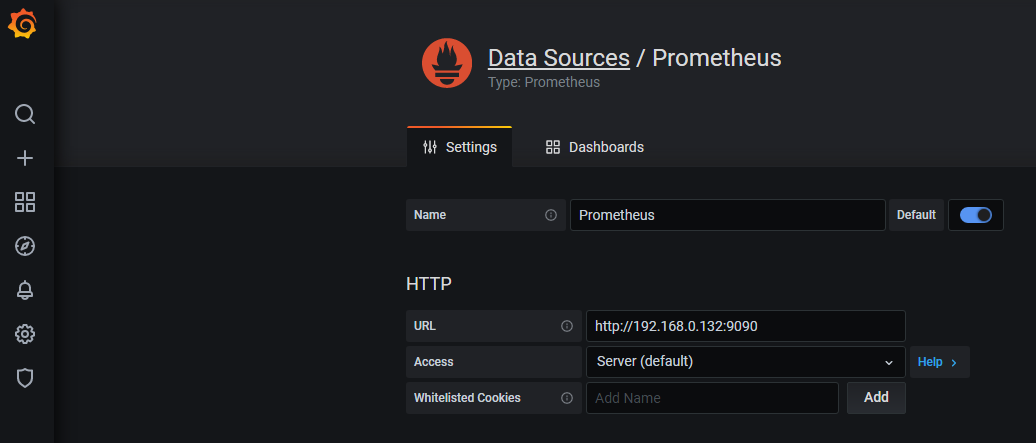 Data Sources / Prometheus
Type: Prometheus
Settings Dashboards
Name Prometheus Default
HTTP
URL http://192.168.0.132:9090
Access Server (default) Help
Whitelisted Cookies Add Name Add